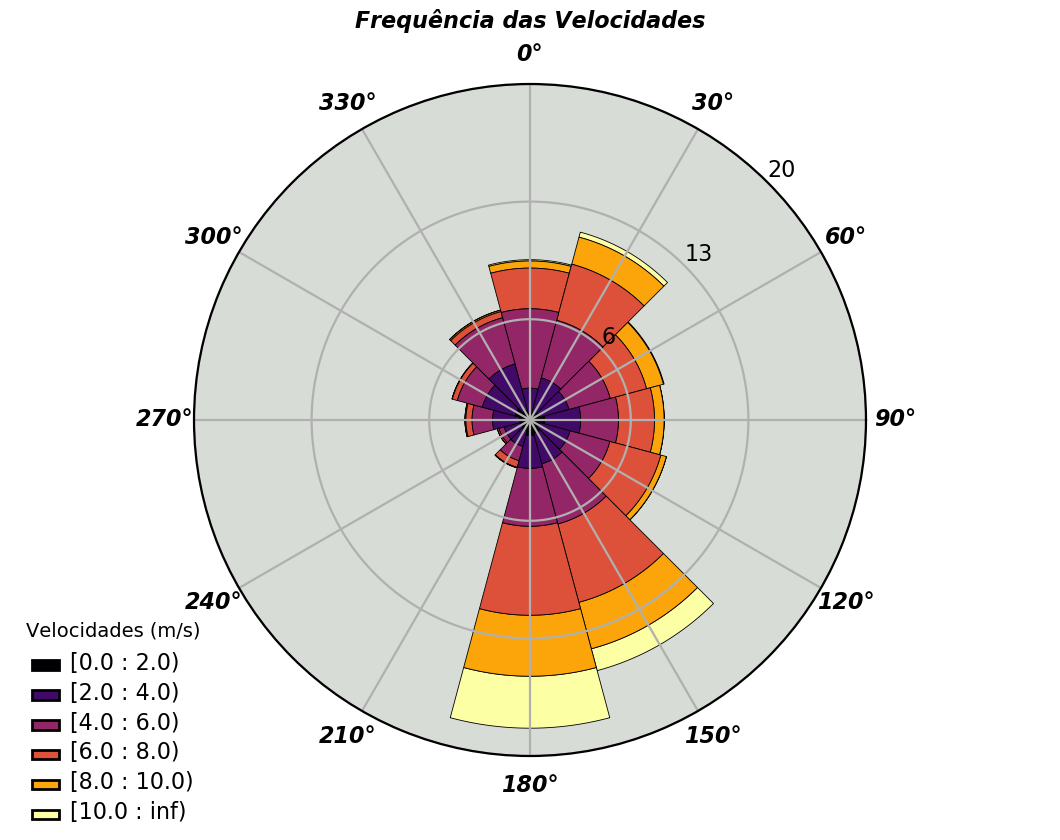 Frequência das Velocidades
0°
330°
30°
20
300°
60°
13
6
270°
90°
240°
120°
210°
150°
180°
Velocidades (m/s)
[0.0 : 2.0)
[2.0 : 4.0)
[4.0 : 6.0)
[6.0 : 8.0)
[8.0 : 10.0)
[10.0 : inf)